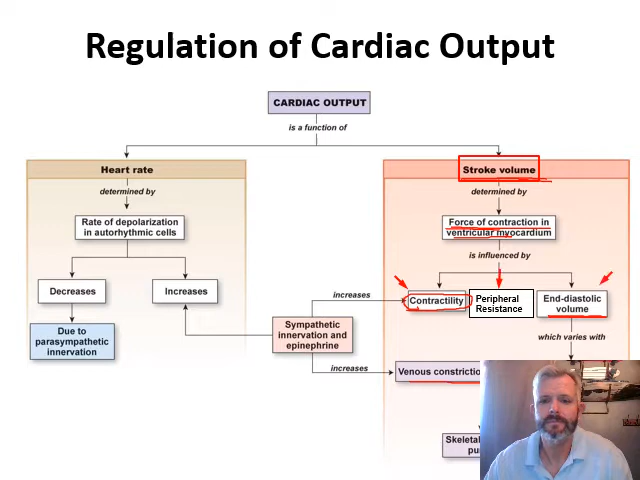 Regulation of Cardiac Output
CARDIAC OUTPUT
is a function of
Heart rate
determined by
Rate of depolarization
in autorhythmic cells
Decreases
Increases
Due to
parasympathetic
innervation
Sympathetic
innervation and
epinephrine
increases
increases
Stroke volume
determined by
Force of contraction in
ventricular myocardium
is influenced by
Contractility
Peripheral
Resistance
End-diastolic
volume
which varies with
Venous constriction